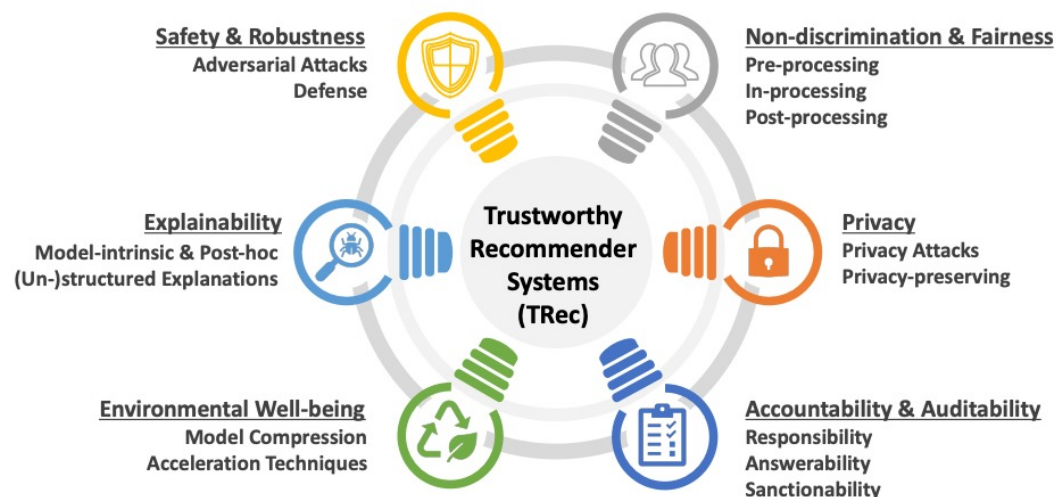 Safety & Robustness
Adversarial Attacks
Defense
Non-discrimination & Fairness
Pre-processing
In-processing
Post-processing
Explainability
Model-intrinsic & Post-hoc
(Un-)structured Explanations
Trustworthy
Recommender
Systems
(TRec)
Privacy
Privacy Attacks
Privacy-preserving
Environmental Well-being
Model Compression
Acceleration Techniques
Accountability & Auditability
Responsibility
Answerability
Sanctionability